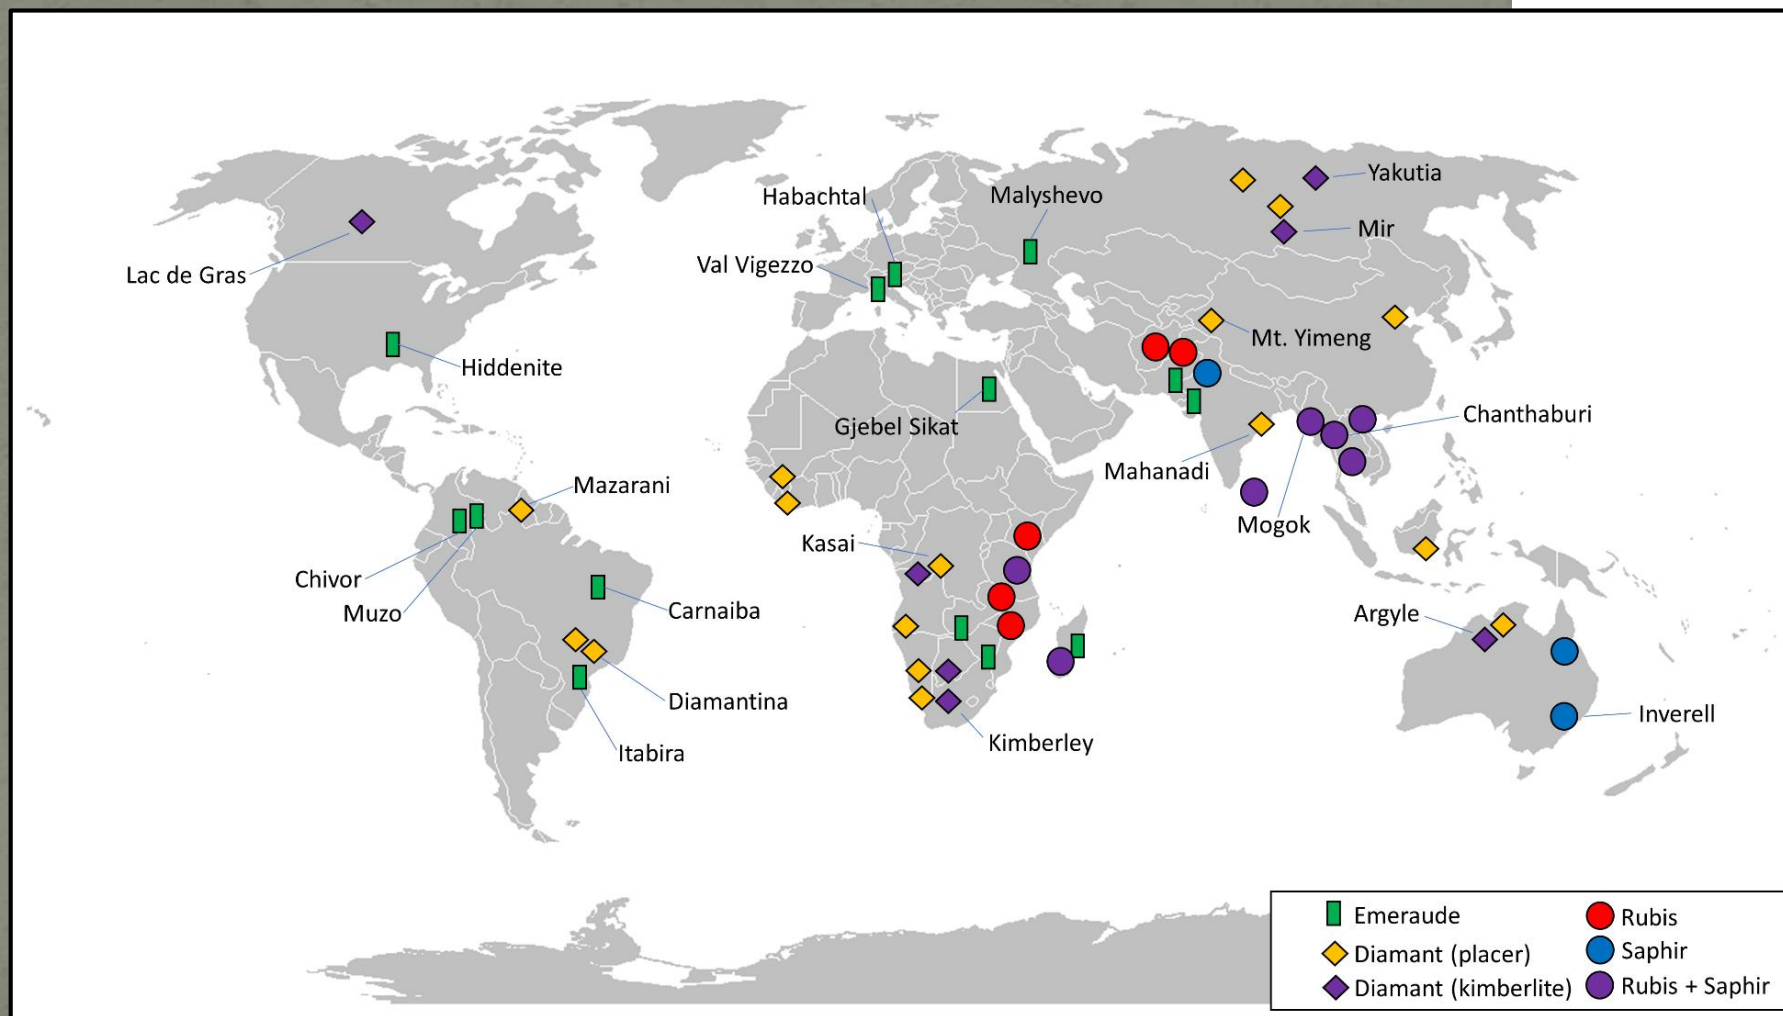 Habachtal
Malyshevo
Yakutia
Mir
Lac de Gras
Val Vigezzo
Hiddenite
Mt. Yimeng
Gjebel Sikat
Chanthaburi
Mahanadi
Mazarani
Mogok
Kasai
Chivor
Muzo
Carnaiba
Argyle
Diamantina
Inverell
Kimberley
Itabira
Emeraude
Rubis
Diamant (placer)
Saphir
Diamant (kimberlite)
Rubis + Saphir